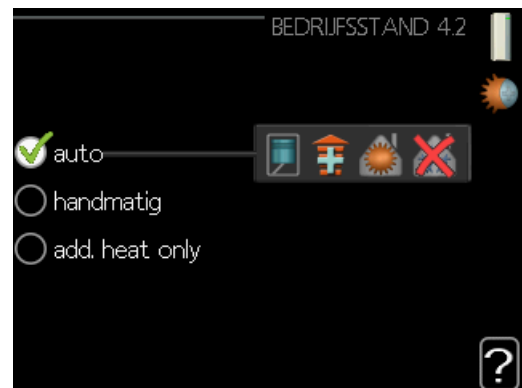 BEDRIJFSSTAND 4.2
auto
handmatig
add. heat only
?